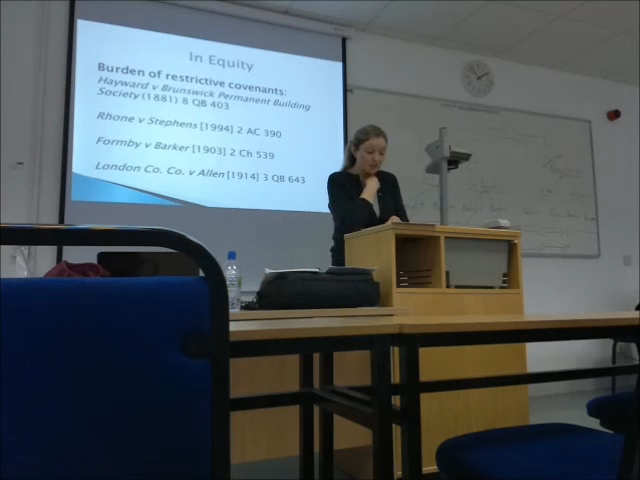 In Equity
Burden of restrictive covenants:
Hayward v Brunswick Permanent Building
Society (1881) 8 QB 403
Rhone v Stephens [1994] 2 AC 390
Formby v Barker [1903] 2 Ch 539
London Co. Co. v Allen [1914] 3 QB 643